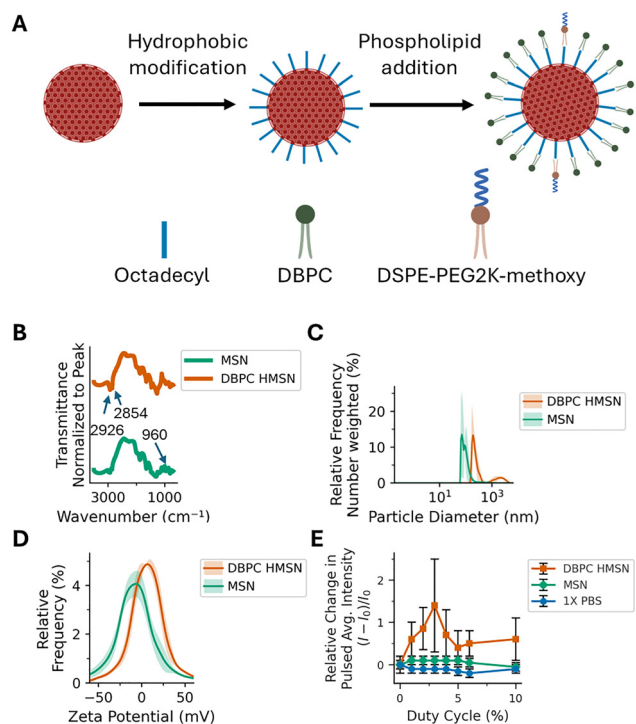 A
Hydrophobic
modification
Phospholipid
addition
Octadecyl
DBPC
DSPE-PEG2K-methoxy
B
MSN
DBPC HMSN
Transmittance
Normalized to Peak
2854
2926
960
3000 2000 1000
Wavenumber (cm⁻¹)
C
DBPC HMSN
MSN
Relative Frequency
Number weighted (%)
20
10
0
10¹ 10³
Particle Diameter (nm)
D
DBPC HMSN
MSN
Relative
Frequency (%)
4
2
0
−50 0 50
Zeta Potential (mV)
E
DBPC HMSN
MSN
1X PBS
Relative Change in
Pulsed Avg. Intensity
(I − I₀)/I₀
2
1
0
0 5 10
Duty Cycle (%)